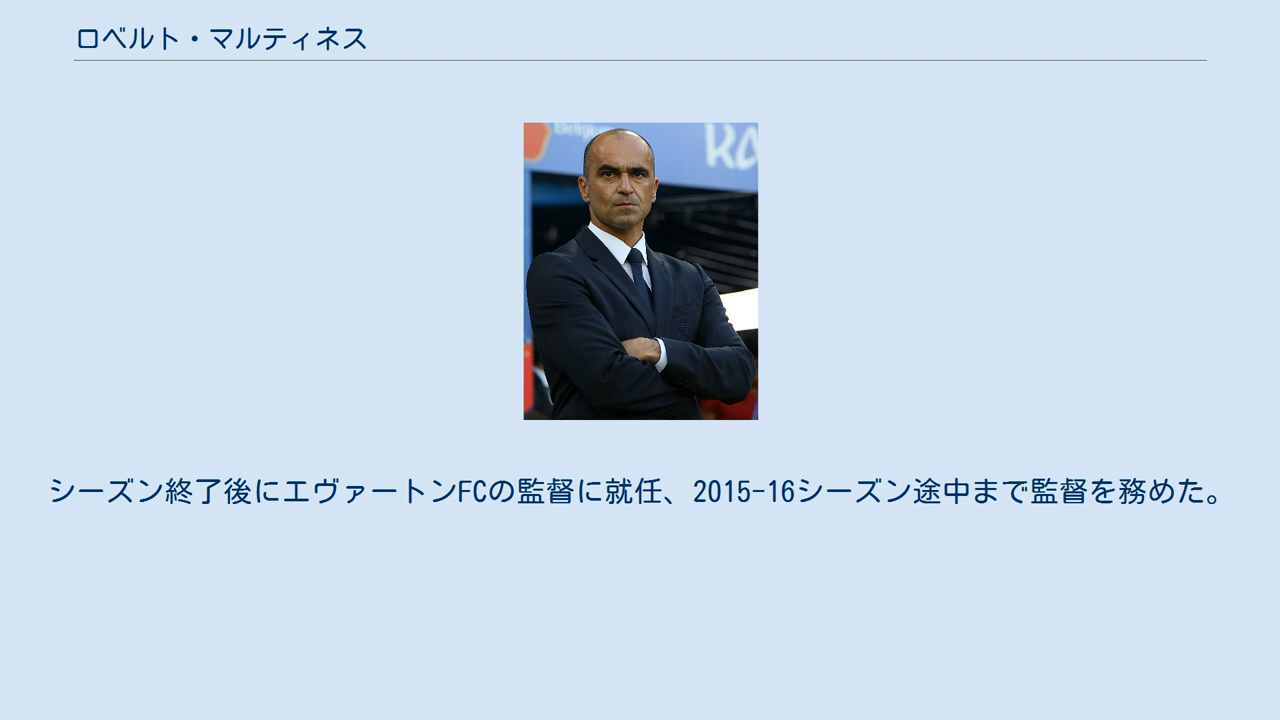 ロベルト・マルティネス
シーズン終了後にエヴァートンFCの監督に就任、2015-16シーズン途中まで監督を務めた。